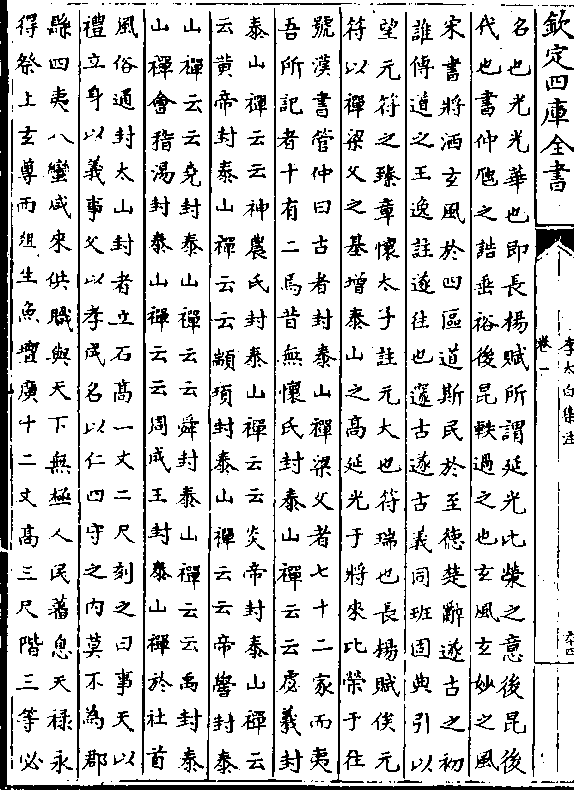 欽定四庫全書
李太白集注
卷一
名也光光華也即長楊賦所謂延光比榮之意後昆後
代也書仲虺之誥垂裕後昆軼過之也玄風玄妙之風
宋書將洒玄風於四區道斯民於至德楚辭遂古之初
誰傳道之王逸註遂往也邃古遂古義同班固典引以
望元符之臻章懷太子註元大也符瑞也長楊賦俟元
符以禪梁父之基增泰山之高延光于將來比榮于往
號漢書管仲曰古者封泰山禪梁父者七十二家而夷
吾所記者十有二焉昔無懷氏封泰山禪云云虙羲封
泰山禪云云神農氏封泰山禪云云炎帝封泰山禪云
云黄帝封泰山禪云云顓頊封泰山禪云云帝嚳封泰
山禪云云堯封泰山禪云云舜封泰山禪云云禹封泰
山禪會稽湯封泰山禪云云周成王封泰山禪於社首
風俗通封太山封者立石高一丈二尺刻之曰事天以
禮立身以義事父以孝成名以仁四守之内莫不為郡
縣四夷八蠻咸來供職與天下無極人民蕃息天禄永
得祭上玄尊而俎生魚豐廣十二丈高三尺階三等必